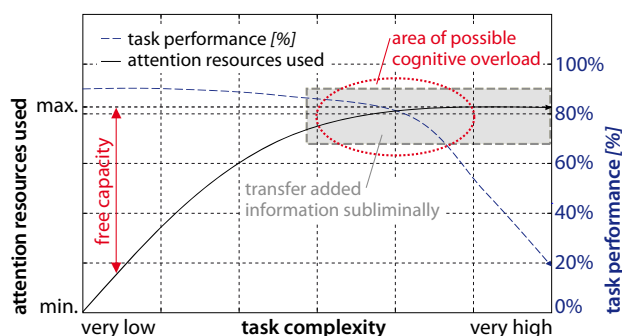 task performance [%]
attention resources used
area of possible
cognitive overload
100%
80%
60%
40%
20%
0%
max.
min.
attention resources used
free capacity
transfer added
information subliminally
task performance [%]
very low
task complexity
very high